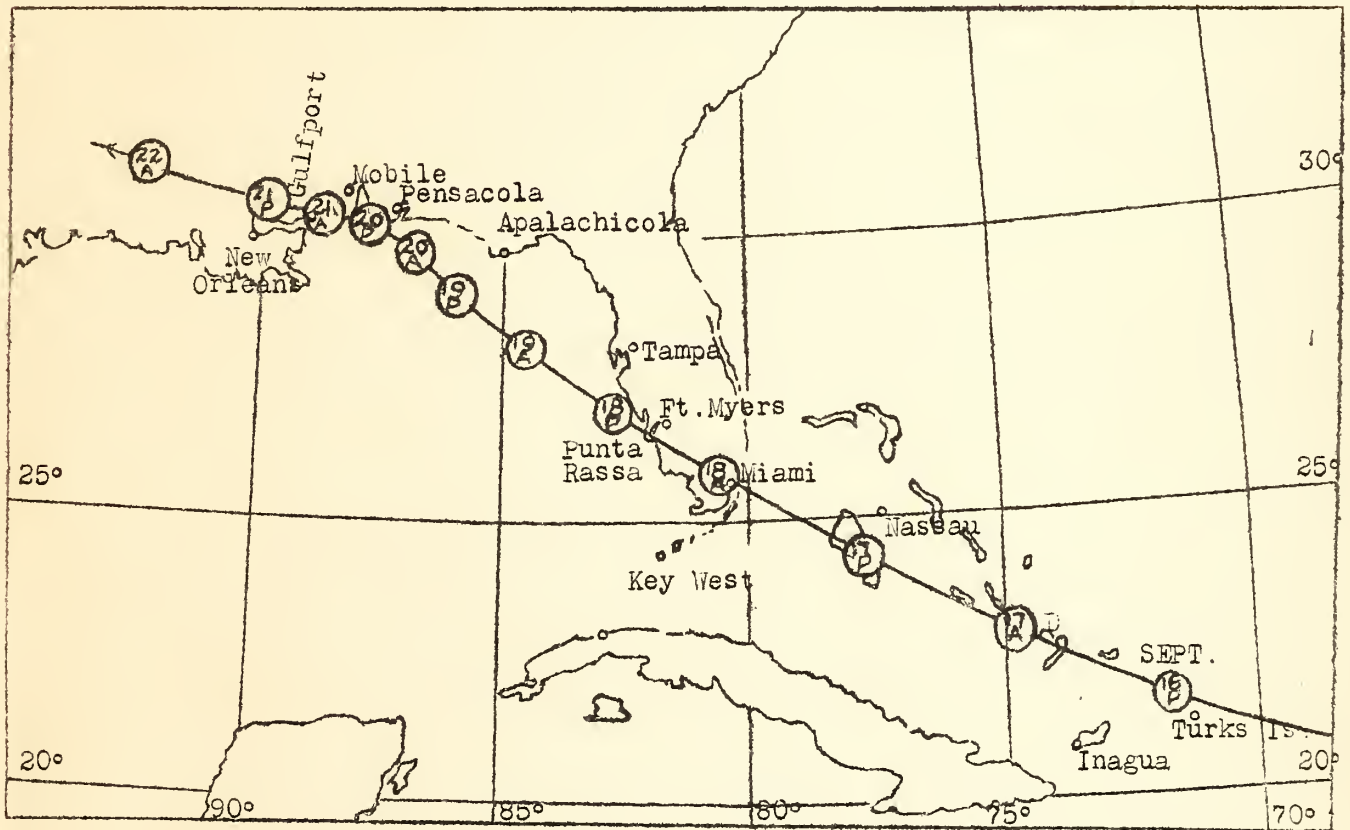 Gulfport
22
A
21
P
21
A
Mobile
Pensacola
20
P
Apalachicola
20
A
New
Orleans
19
P
19
A
Tampa
18
P
Ft.Myers
Punta
Rassa
18
A
Miami
Nassau
17
P
Key West
17
A
SEPT.
16
P
Turks Is.
Inagua
30°
25°
25°
20°
20°
90°
85°
80°
75°
70°